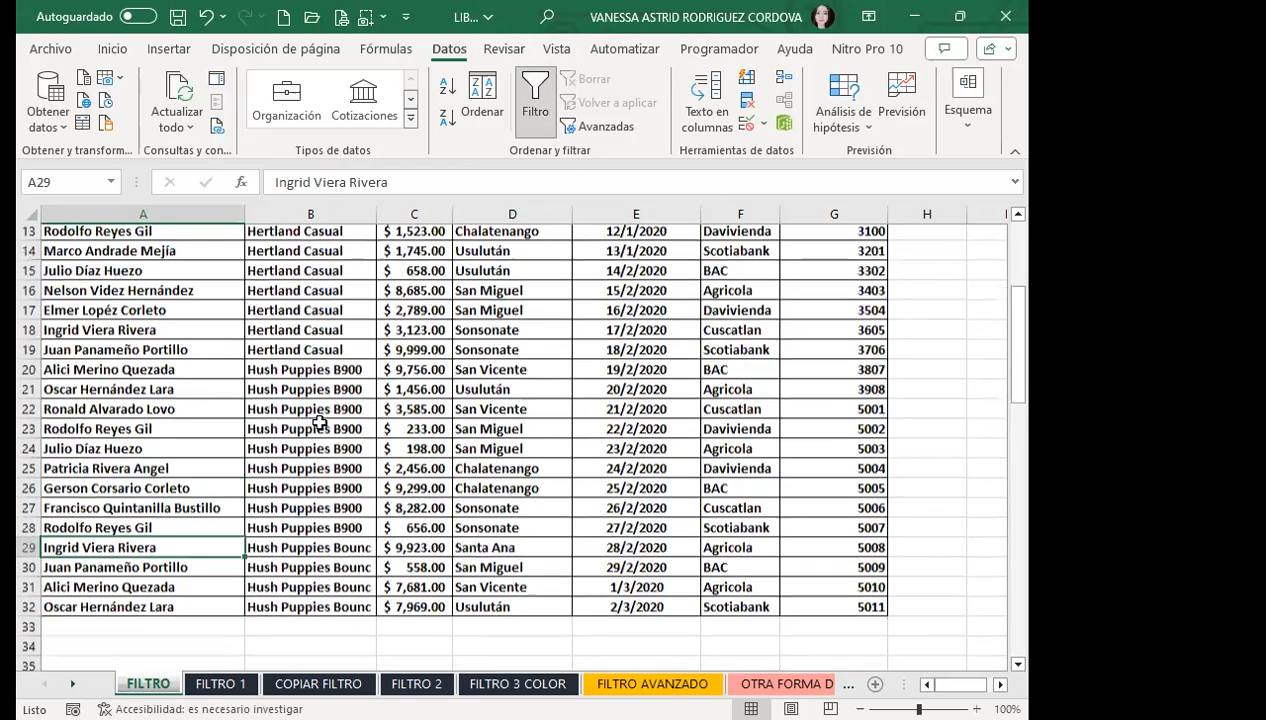 Autoguardado LIB... VANESSA ASTRID RODRIGUEZ CORDOVA
Archivo Inicio Insertar Disposición de página Fórmulas Datos Revisar Vista Automatizar Programador Ayuda Nitro Pro 10
Obtener datos
Actualizar todo
Organización Cotizaciones
Ordenar
Filtro
Borrar
Volver a aplicar
Avanzadas
Texto en columnas
Análisis de hipótesis
Previsión
Esquema
Obtener y transform... Consultas y con... Tipos de datos Ordenar y filtrar Herramientas de datos Previsión
A29 fx Ingrid Viera Rivera
A B C D E F G H I
13 Rodolfo Reyes Gil Hertland Casual $ 1,523.00 Chalatenango 12/1/2020 Davivienda 3100
14 Marco Andrade Mejía Hertland Casual $ 1,745.00 Usulután 13/1/2020 Scotiabank 3201
15 Julio Díaz Huezo Hertland Casual $ 658.00 Usulután 14/2/2020 BAC 3302
16 Nelson Videz Hernández Hertland Casual $ 8,685.00 San Miguel 15/2/2020 Agricola 3403
17 Elmer Lopéz Corleto Hertland Casual $ 2,789.00 San Miguel 16/2/2020 Davivienda 3504
18 Ingrid Viera Rivera Hertland Casual $ 3,123.00 Sonsonate 17/2/2020 Cuscatlan 3605
19 Juan Panameño Portillo Hertland Casual $ 9,999.00 Sonsonate 18/2/2020 Scotiabank 3706
20 Alici Merino Quezada Hush Puppies B900 $ 9,756.00 San Vicente 19/2/2020 BAC 3807
21 Oscar Hernández Lara Hush Puppies B900 $ 1,456.00 Usulután 20/2/2020 Agricola 3908
22 Ronald Alvarado Lovo Hush Puppies B900 $ 3,585.00 San Vicente 21/2/2020 Cuscatlan 5001
23 Rodolfo Reyes Gil Hush Puppies B900 $ 233.00 San Miguel 22/2/2020 Davivienda 5002
24 Julio Díaz Huezo Hush Puppies B900 $ 198.00 San Miguel 23/2/2020 Agricola 5003
25 Patricia Rivera Angel Hush Puppies B900 $ 2,456.00 Chalatenango 24/2/2020 Davivienda 5004
26 Gerson Corsario Corleto Hush Puppies B900 $ 9,299.00 Chalatenango 25/2/2020 BAC 5005
27 Francisco Quintanilla Bustillo Hush Puppies B900 $ 8,282.00 Sonsonate 26/2/2020 Cuscatlan 5006
28 Rodolfo Reyes Gil Hush Puppies B900 $ 656.00 Sonsonate 27/2/2020 Scotiabank 5007
29 Ingrid Viera Rivera Hush Puppies Bounc $ 9,923.00 Santa Ana 28/2/2020 Agricola 5008
30 Juan Panameño Portillo Hush Puppies Bounc $ 558.00 San Miguel 29/2/2020 BAC 5009
31 Alici Merino Quezada Hush Puppies Bounc $ 7,681.00 San Vicente 1/3/2020 Agricola 5010
32 Oscar Hernández Lara Hush Puppies Bounc $ 7,969.00 Usulután 2/3/2020 Scotiabank 5011
33
34
35
FILTRO FILTRO 1 COPIAR FILTRO FILTRO 2 FILTRO 3 COLOR FILTRO AVANZADO OTRA FORMA D ...
Listo Accesibilidad: es necesario investigar 100%